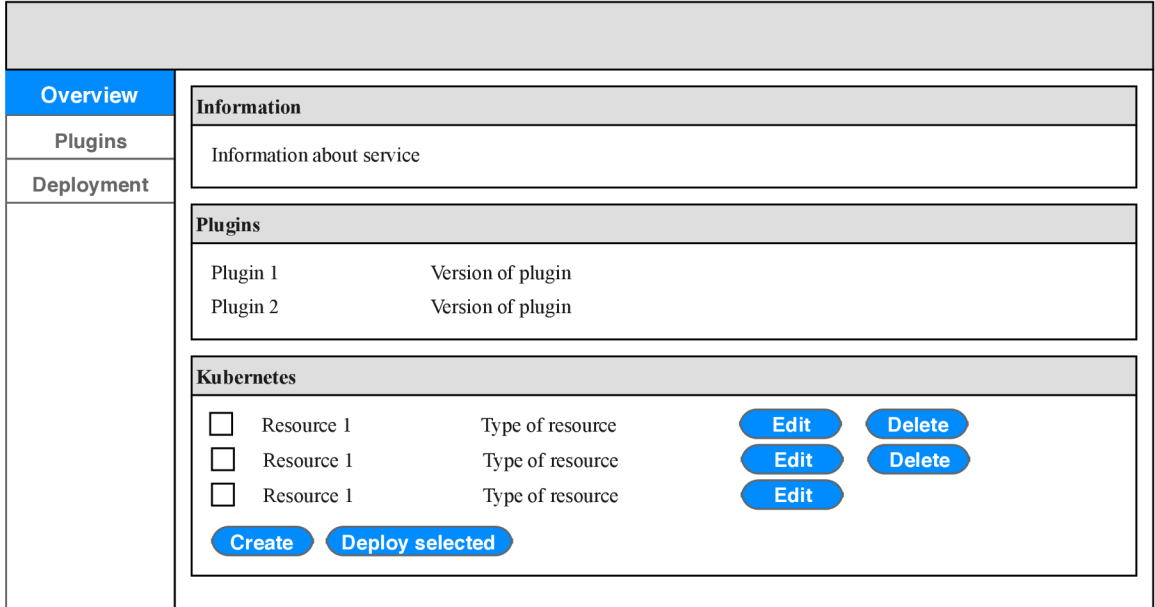 Overview
Plugins
Deployment
Information
Information about service
Plugins
Plugin 1 Version of plugin
Plugin 2 Version of plugin
Kubernetes
Resource 1 Type of resource Edit Delete
Resource 1 Type of resource Edit Delete
Resource 1 Type of resource Edit
Create Deploy selected